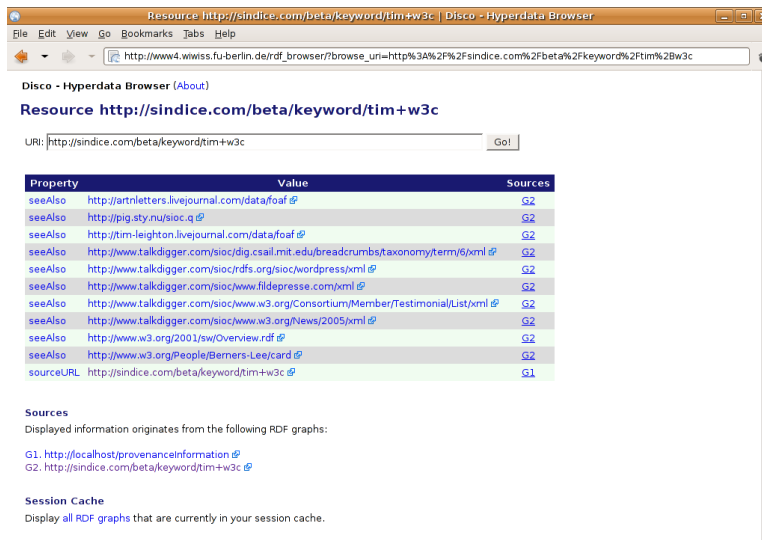 Resource http://sindice.com/beta/keyword/tim+w3c | Disco - Hyperdata Browser
File Edit View Go Bookmarks Tabs Help
http://www4.wiwiss.fu-berlin.de/rdf_browser/?browse_uri=http%3A%2F%2Fsindice.com%2Fbeta%2Fkeyword%2Ftim%2Bw3c
Disco - Hyperdata Browser (About)
Resource http://sindice.com/beta/keyword/tim+w3c
URI: http://sindice.com/beta/keyword/tim+w3c Go!
Property Value Sources
seeAlso http://artnletters.livejournal.com/data/foaf G2
seeAlso http://pig.sty.nu/sioc.q G2
seeAlso http://tim-leighton.livejournal.com/data/foaf G2
seeAlso http://www.talkdigger.com/sioc/dig.csail.mit.edu/breadcrumbs/taxonomy/term/6/xml G2
seeAlso http://www.talkdigger.com/sioc/rdfs.org/sioc/wordpress/xml G2
seeAlso http://www.talkdigger.com/sioc/www.fildepresse.com/xml G2
seeAlso http://www.talkdigger.com/sioc/www.w3.org/Consortium/Member/Testimonial/List/xml G2
seeAlso http://www.talkdigger.com/sioc/www.w3.org/News/2005/xml G2
seeAlso http://www.w3.org/2001/sw/Overview.rdf G2
seeAlso http://www.w3.org/People/Berners-Lee/card G2
sourceURL http://sindice.com/beta/keyword/tim+w3c G1
Sources
Displayed information originates from the following RDF graphs:
G1. http://localhost/provenanceInformation
G2. http://sindice.com/beta/keyword/tim+w3c
Session Cache
Display all RDF graphs that are currently in your session cache.